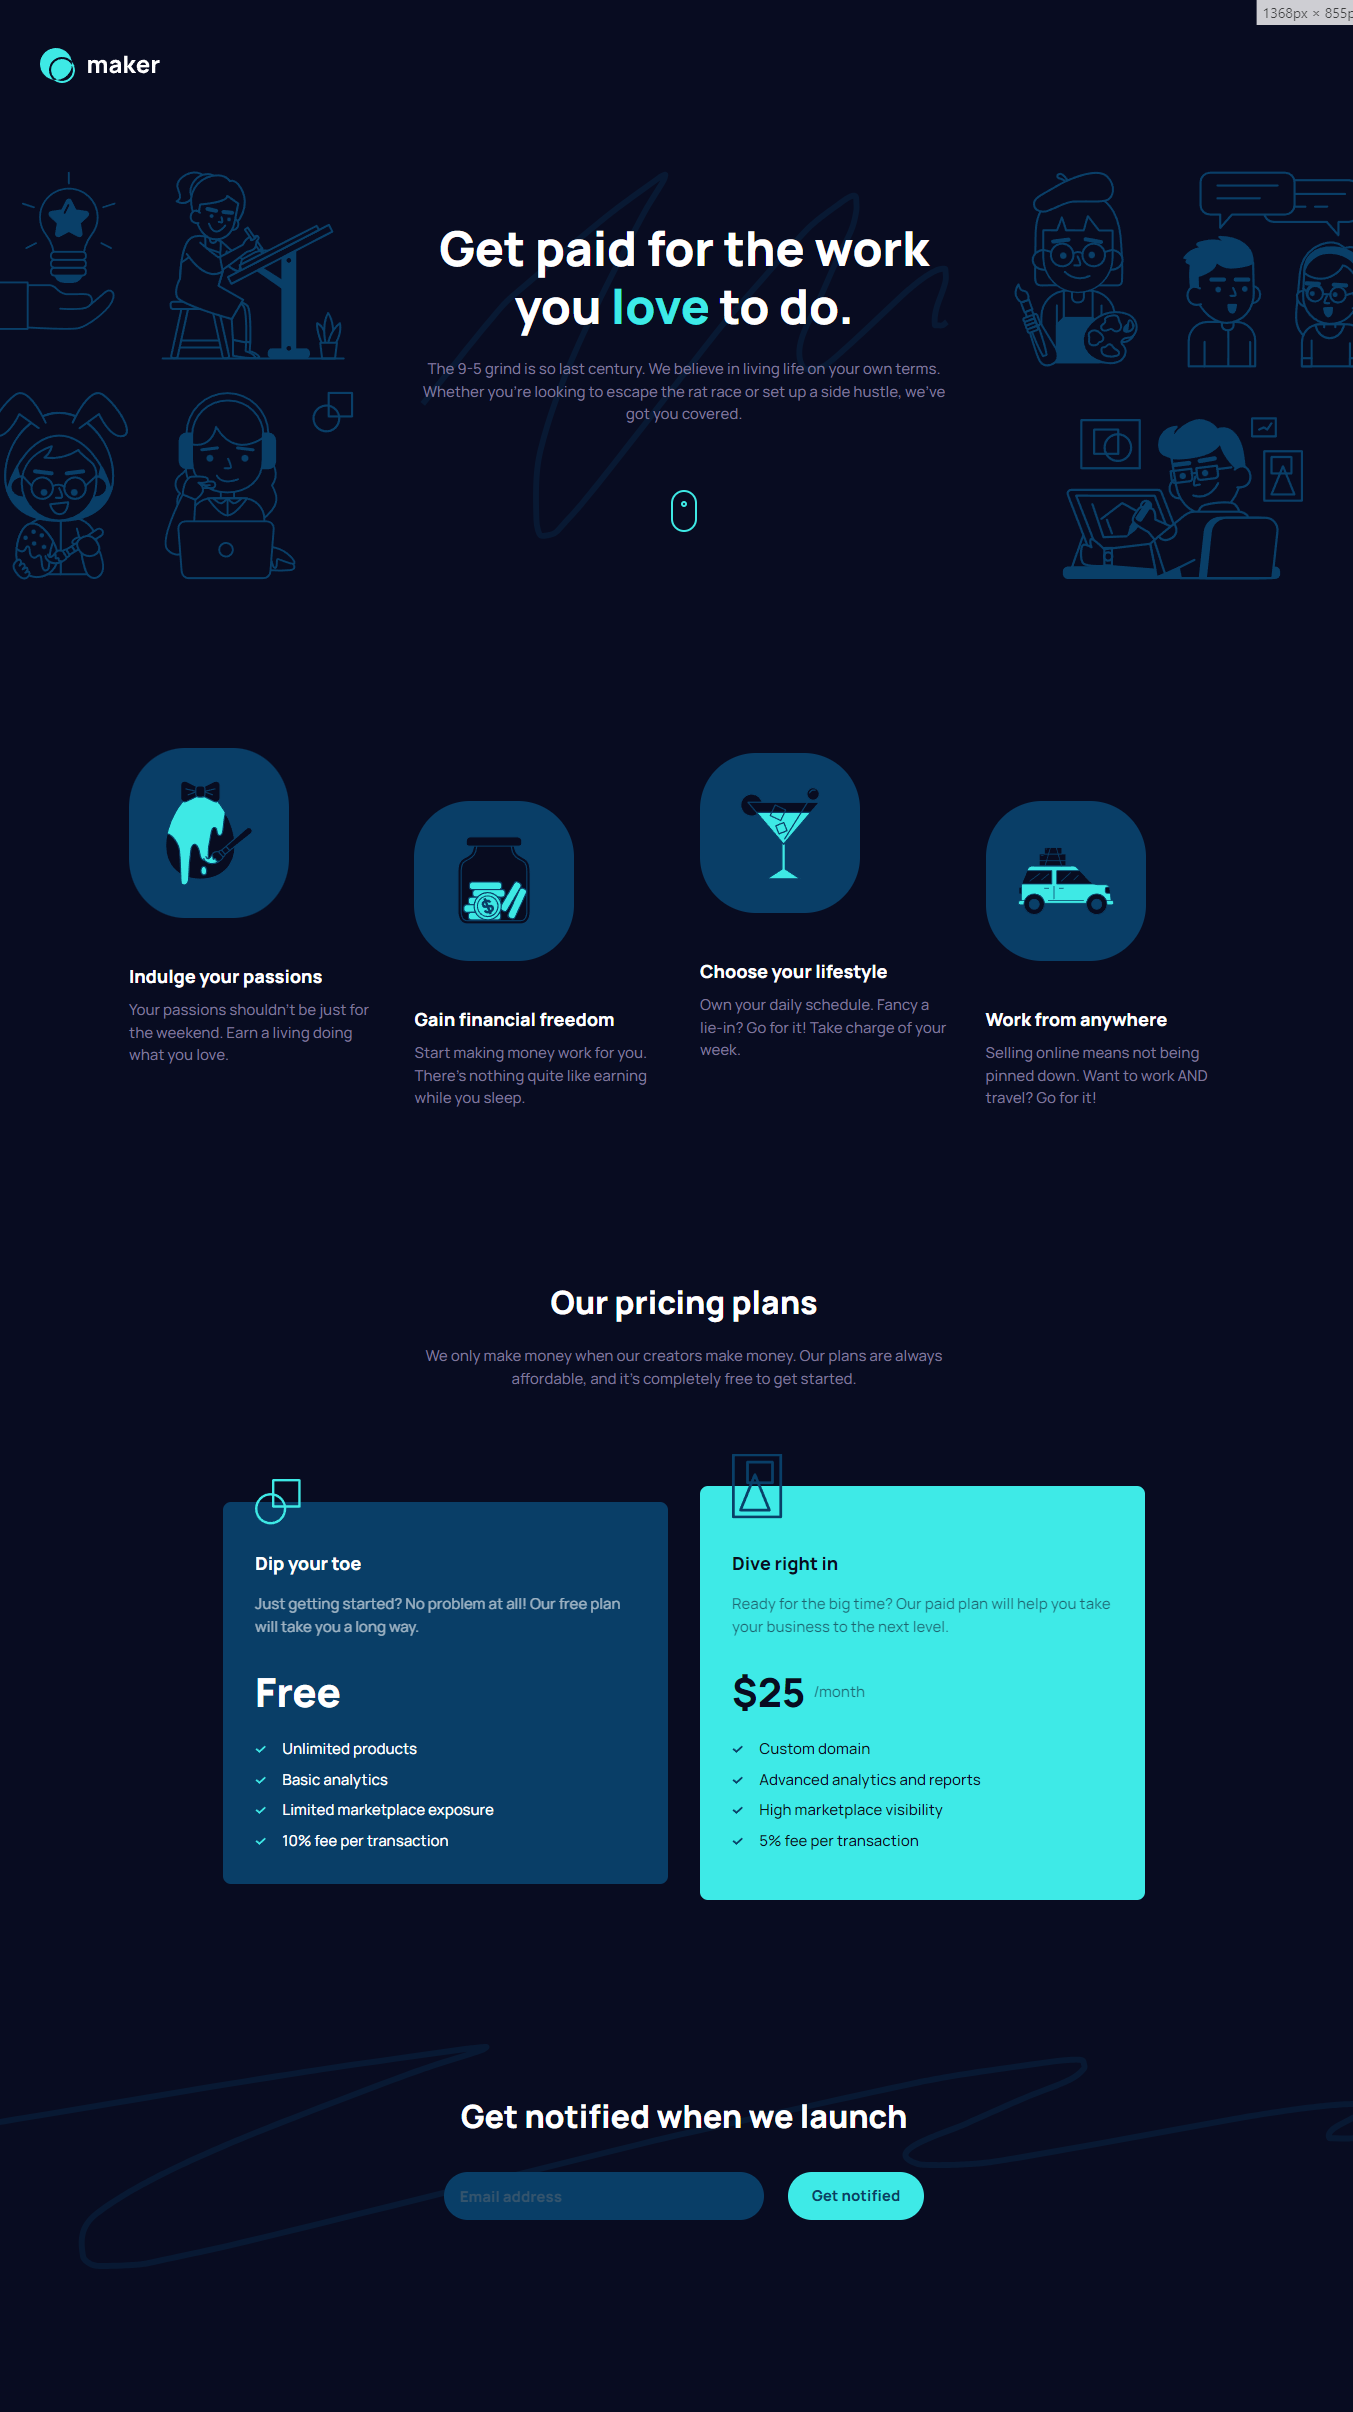 1368px × 855p
maker
Get paid for the work
you love to do.
The 9-5 grind is so last century. We believe in living life on your own terms.
Whether you’re looking to escape the rat race or set up a side hustle, we’ve
got you covered.
Indulge your passions
Your passions shouldn't be just for
the weekend. Earn a living doing
what you love.
Gain financial freedom
Start making money work for you.
There’s nothing quite like earning
while you sleep.
Choose your lifestyle
Own your daily schedule. Fancy a
lie-in? Go for it! Take charge of your
week.
Work from anywhere
Selling online means not being
pinned down. Want to work AND
travel? Go for it!
Our pricing plans
We only make money when our creators make money. Our plans are always
affordable, and it’s completely free to get started.
Dip your toe
Just getting started? No problem at all! Our free plan
will take you a long way.
Free
Unlimited products
Basic analytics
Limited marketplace exposure
10% fee per transaction
Dive right in
Ready for the big time? Our paid plan will help you take
your business to the next level.
$25 /month
Custom domain
Advanced analytics and reports
High marketplace visibility
5% fee per transaction
Get notified when we launch
Email address
Get notified